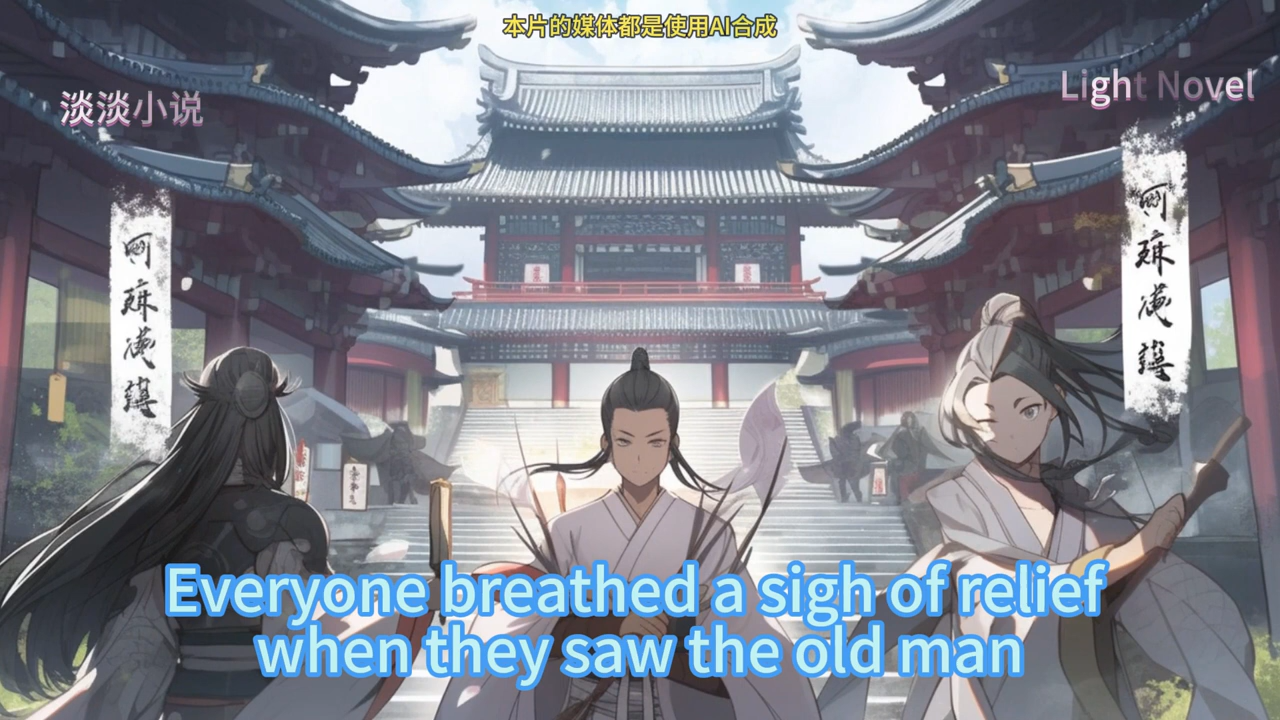 本片的媒体都是使用AI合成
淡淡小说
Light Novel
Everyone breathed a sigh of relief
when they saw the old man